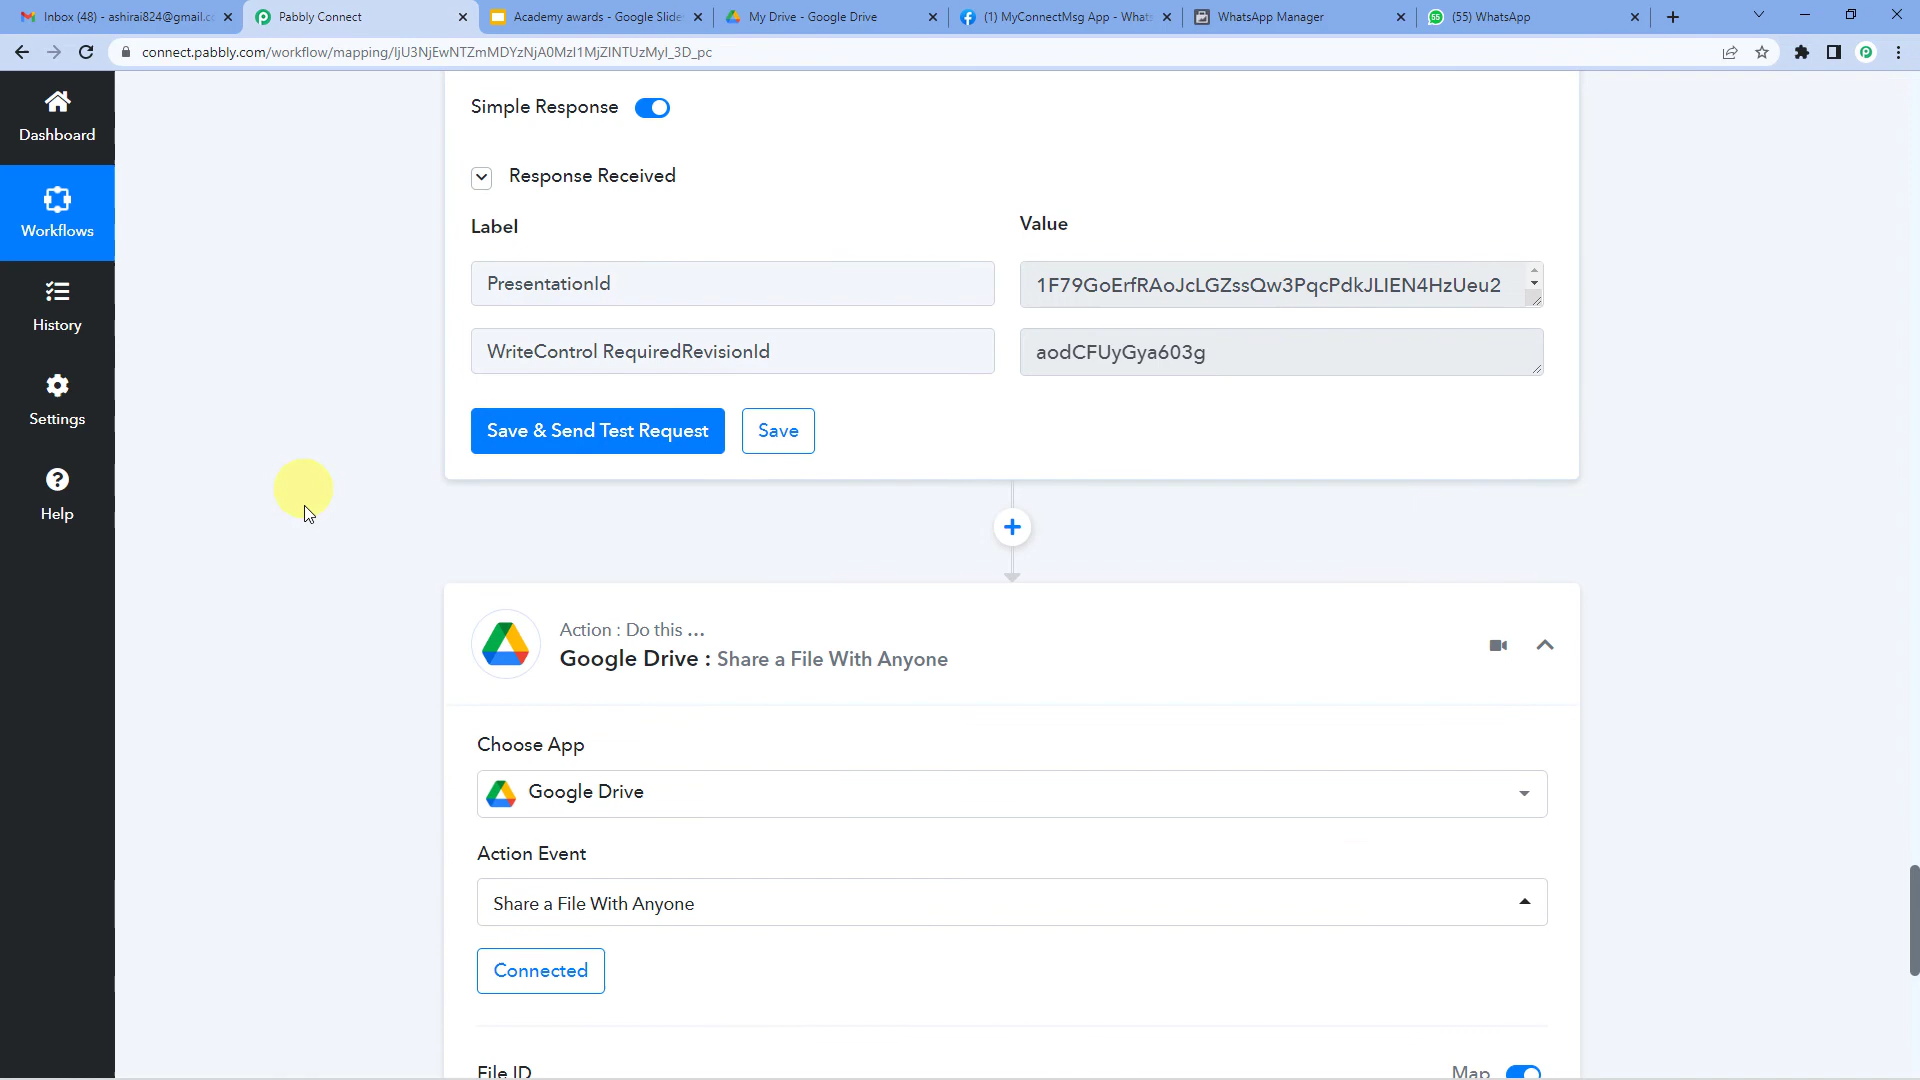 Inbox (48) - ashirai824@gmail.c
Pabbly Connect
Academy awards - Google Slide
My Drive - Google Drive
(1) MyConnectMsg App - Whats
WhatsApp Manager
55
(55) WhatsApp
connect.pabbly.com/workflow/mapping/IjU3NjEwNTZmMDYzNjA0MzI1MjZlNTUzMyI_3D_pc
Dashboard
Workflows
History
Settings
Help
Simple Response
Response Received
Label
Value
PresentationId
1F79GoErfRAoJcLGZssQw3PqcPdkJLIEN4HzUeu2
WriteControl RequiredRevisionId
aodCFUyGya603g
Save & Send Test Request
Save
Action : Do this ...
Google Drive : Share a File With Anyone
Choose App
Google Drive
Action Event
Share a File With Anyone
Connected
File ID
Map